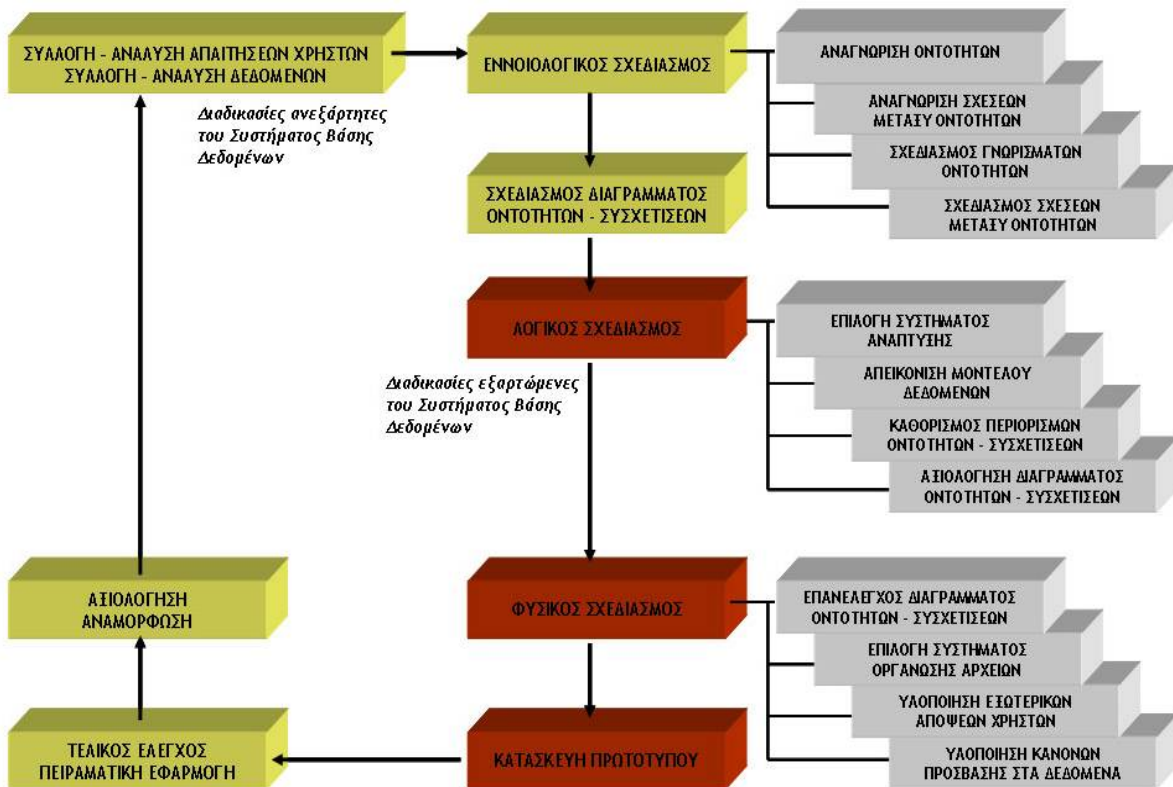 ΣΥΛΛΟΓΗ - ΑΝΑΛΥΣΗ ΑΠΑΙΤΗΣΕΩΝ ΧΡΗΣΤΩΝ
ΣΥΛΛΟΓΗ - ΑΝΑΛΥΣΗ ΔΕΔΟΜΕΝΩΝ
Διαδικασίες ανεξάρτητες
του Συστήματος Βάσης
Δεδομένων
ΕΝΝΟΙΟΛΟΓΙΚΟΣ ΣΧΕΔΙΑΣΜΟΣ
ΑΝΑΓΝΩΡΙΣΗ ΟΝΤΟΤΗΤΩΝ
ΑΝΑΓΝΩΡΙΣΗ ΣΧΕΣΕΩΝ
ΜΕΤΑΞΥ ΟΝΤΟΤΗΤΩΝ
ΣΧΕΔΙΑΣΜΟΣ ΓΝΩΡΙΣΜΑΤΩΝ
ΟΝΤΟΤΗΤΩΝ
ΣΧΕΔΙΑΣΜΟΣ ΣΧΕΣΕΩΝ
ΜΕΤΑΞΥ ΟΝΤΟΤΗΤΩΝ
ΣΧΕΔΙΑΣΜΟΣ ΔΙΑΓΡΑΜΜΑΤΟΣ
ΟΝΤΟΤΗΤΩΝ - ΣΥΣΧΕΤΙΣΕΩΝ
ΛΟΓΙΚΟΣ ΣΧΕΔΙΑΣΜΟΣ
Διαδικασίες εξαρτώμενες
του Συστήματος Βάσης
Δεδομένων
ΕΠΙΛΟΓΗ ΣΥΣΤΗΜΑΤΟΣ
ΑΝΑΠΤΥΞΗΣ
ΑΠΕΙΚΟΝΙΣΗ ΜΟΝΤΕΛΟΥ
ΔΕΔΟΜΕΝΩΝ
ΚΑΘΟΡΙΣΜΟΣ ΠΕΡΙΟΡΙΣΜΩΝ
ΟΝΤΟΤΗΤΩΝ - ΣΥΣΧΕΤΙΣΕΩΝ
ΑΞΙΟΛΟΓΗΣΗ ΔΙΑΓΡΑΜΜΑΤΟΣ
ΟΝΤΟΤΗΤΩΝ - ΣΥΣΧΕΤΙΣΕΩΝ
ΑΞΙΟΛΟΓΗΣΗ
ΑΝΑΜΟΡΦΩΣΗ
ΦΥΣΙΚΟΣ ΣΧΕΔΙΑΣΜΟΣ
ΕΠΑΝΕΛΕΓΧΟΣ ΔΙΑΓΡΑΜΜΑΤΟΣ
ΟΝΤΟΤΗΤΩΝ - ΣΥΣΧΕΤΙΣΕΩΝ
ΕΠΙΛΟΓΗ ΣΥΣΤΗΜΑΤΟΣ
ΟΡΓΑΝΩΣΗΣ ΑΡΧΕΙΩΝ
ΥΛΟΠΟΙΗΣΗ ΕΞΩΤΕΡΙΚΩΝ
ΑΠΟΨΕΩΝ ΧΡΗΣΤΩΝ
ΥΛΟΠΟΙΗΣΗ ΚΑΝΟΝΩΝ
ΠΡΟΣΒΑΣΗΣ ΣΤΑ ΔΕΔΟΜΕΝΑ
ΤΕΛΙΚΟΣ ΕΛΕΓΧΟΣ
ΠΕΙΡΑΜΑΤΙΚΗ ΕΦΑΡΜΟΓΗ
ΚΑΤΑΣΚΕΥΗ ΠΡΩΤΟΤΥΠΟΥ